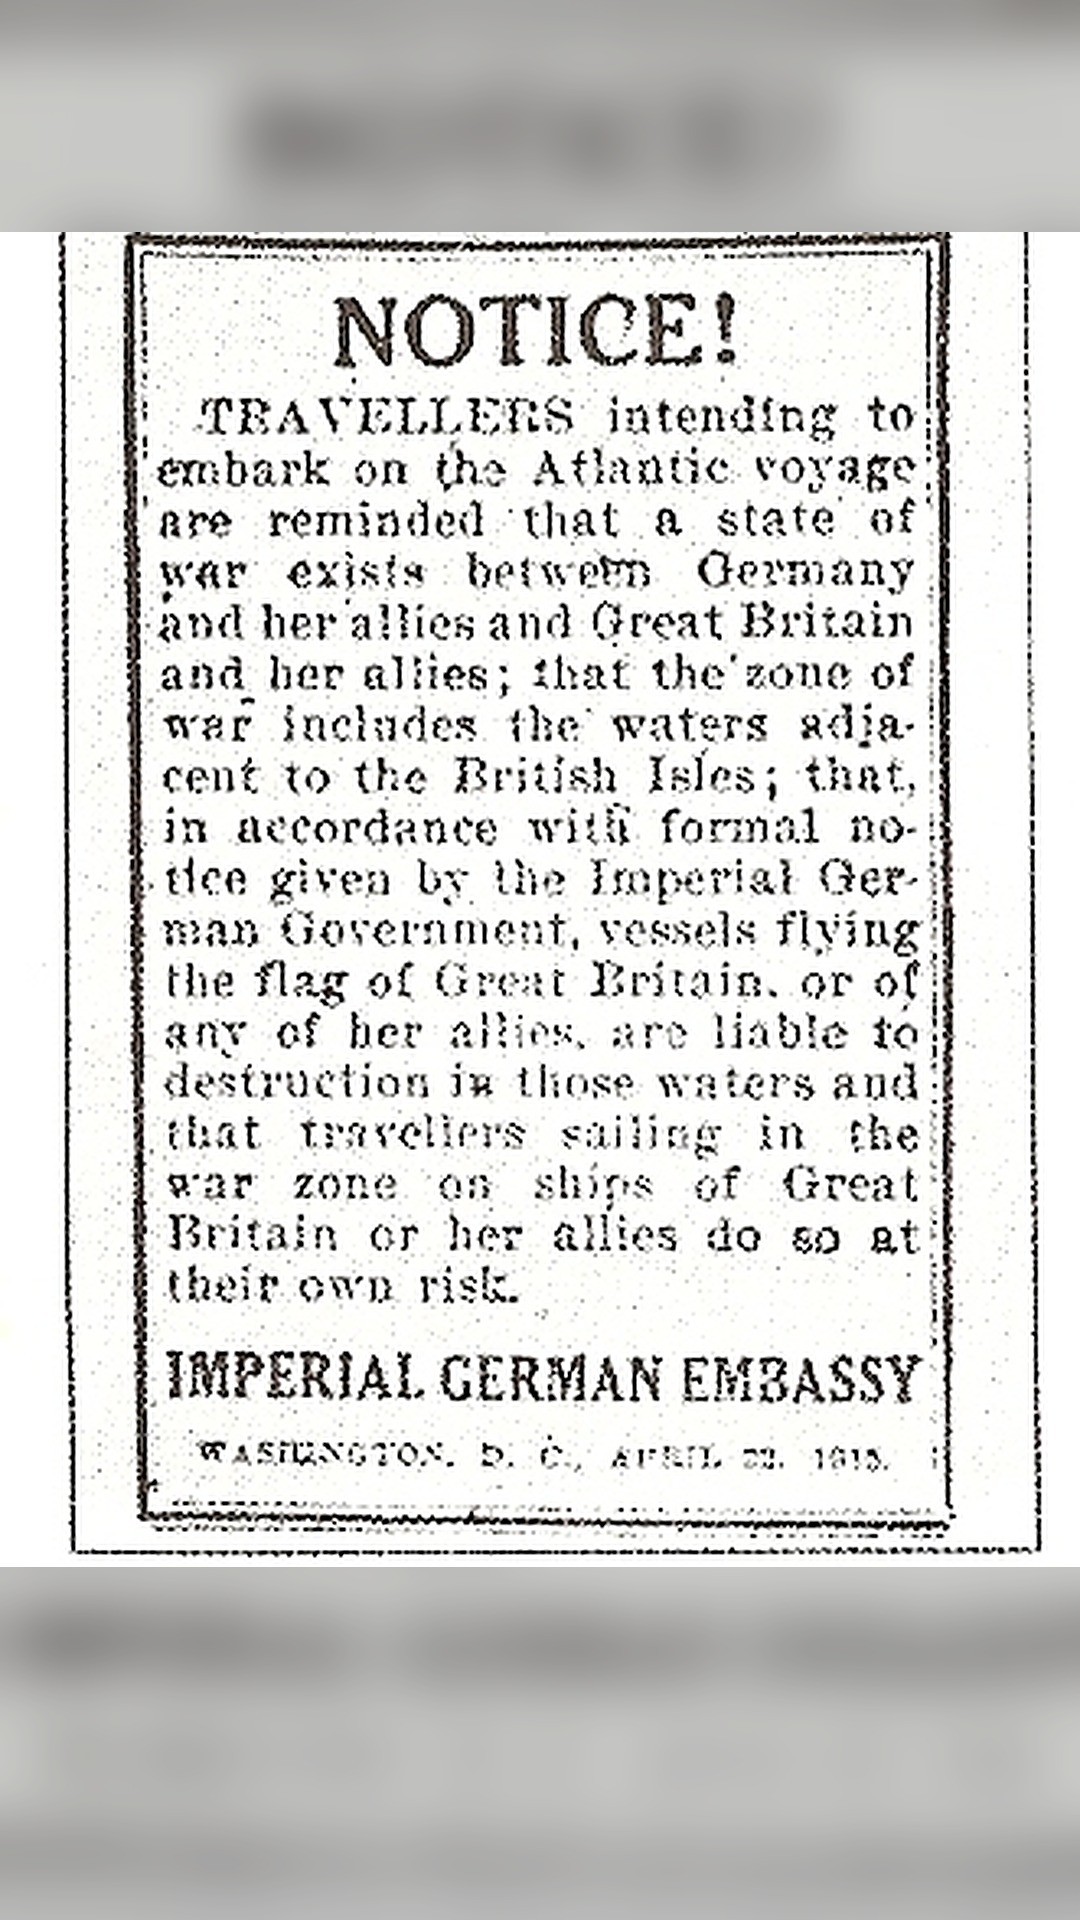 NOTICE!
TRAVELLERS intending to
embark on the Atlantic voyage
are reminded that a state of
war exists between Germany
and her allies and Great Britain
and her allies; that the zone of
war includes the waters adja-
cent to the British Isles; that,
in accordance with formal no-
tice given by the Imperial Ger-
man Government, vessels flying
the flag of Great Britain, or of
any of her allies, are liable to
destruction in those waters and
that travellers sailing in the
war zone on ships of Great
Britain or her allies do so at
their own risk.
IMPERIAL GERMAN EMBASSY
WASHINGTON, D. C., APRIL 22, 1915.